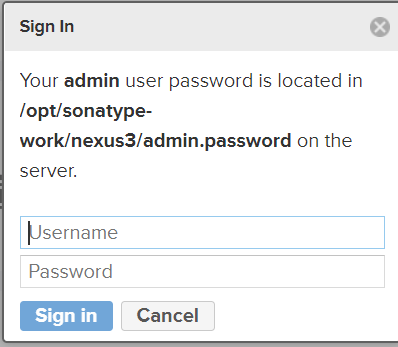 Sign In
Your admin user password is located in
/opt/sonatype-
work/nexus3/admin.password on the
server.
Username
Password
Sign in Cancel